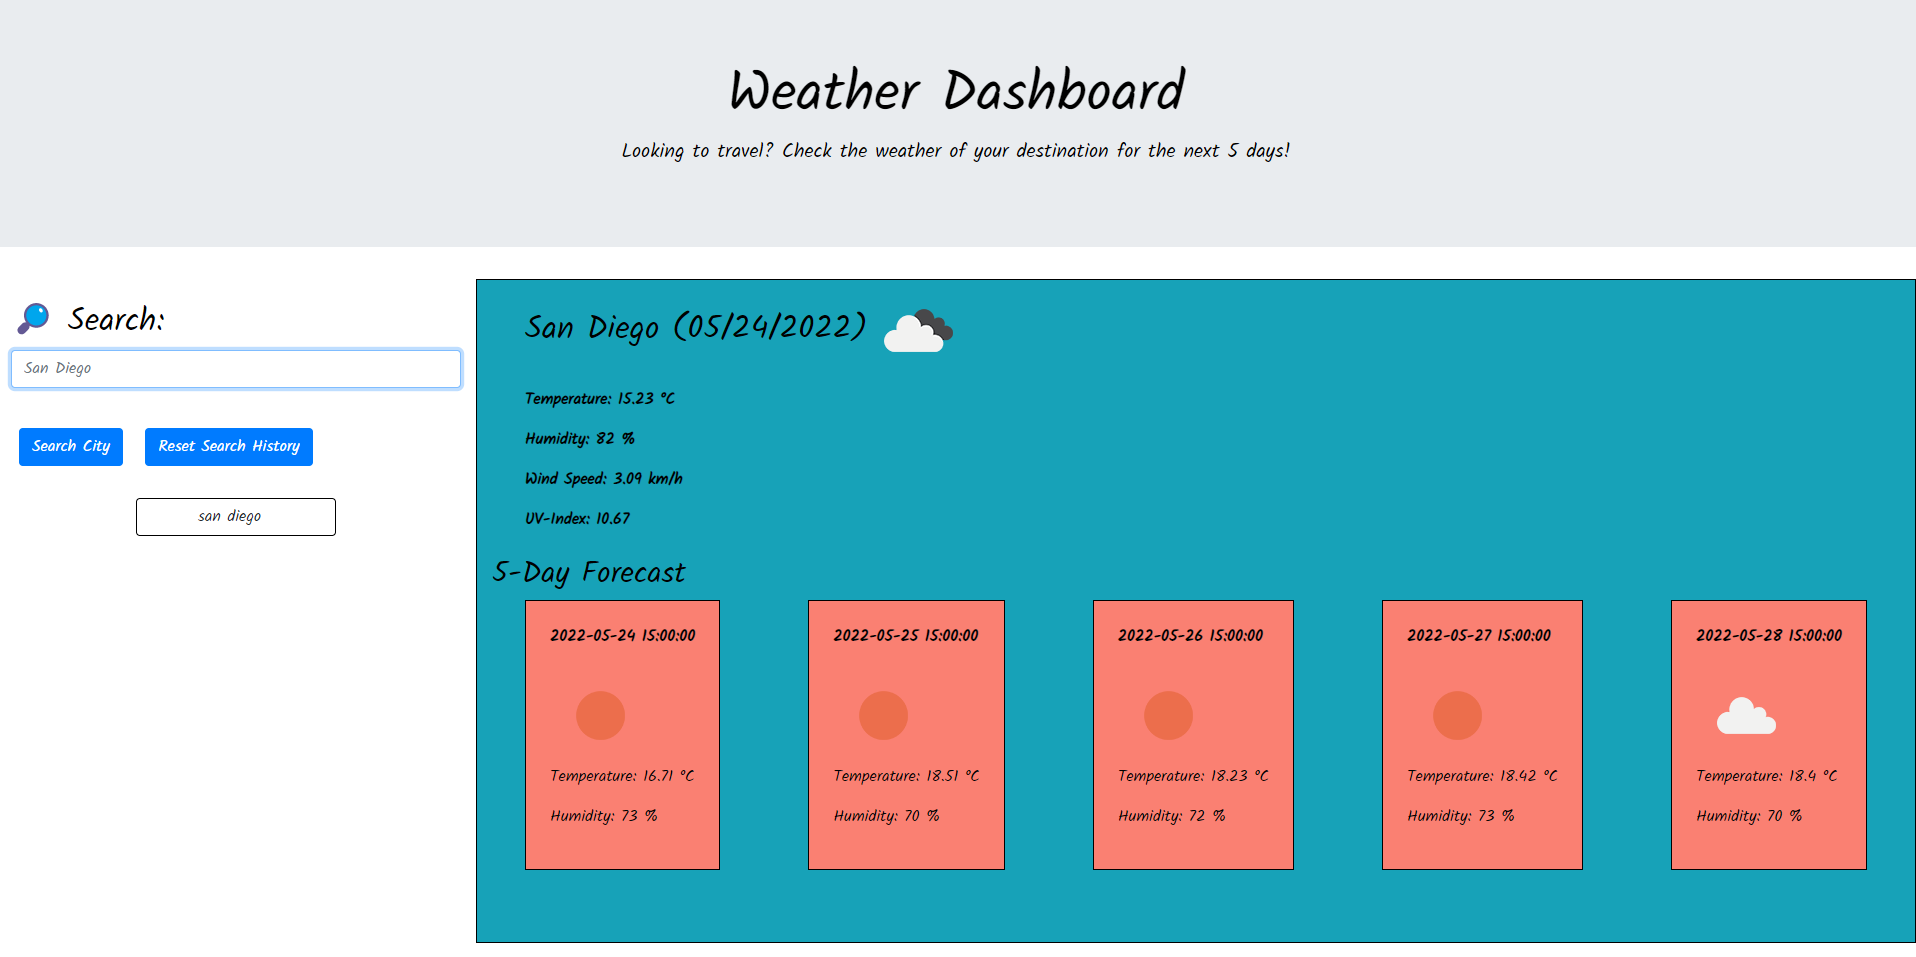 Weather Dashboard
Looking to travel? Check the weather of your destination for the next 5 days!
Search:
San Diego
Search City
Reset Search History
san diego
San Diego (05/24/2022)
Temperature: 15.23 °C
Humidity: 82 %
Wind Speed: 3.09 km/h
UV-Index: 10.67
5-Day Forecast
2022-05-24 15:00:00
Temperature: 16.71 °C
Humidity: 73 %
2022-05-25 15:00:00
Temperature: 18.51 °C
Humidity: 70 %
2022-05-26 15:00:00
Temperature: 18.23 °C
Humidity: 72 %
2022-05-27 15:00:00
Temperature: 18.42 °C
Humidity: 73 %
2022-05-28 15:00:00
Temperature: 18.4 °C
Humidity: 70 %